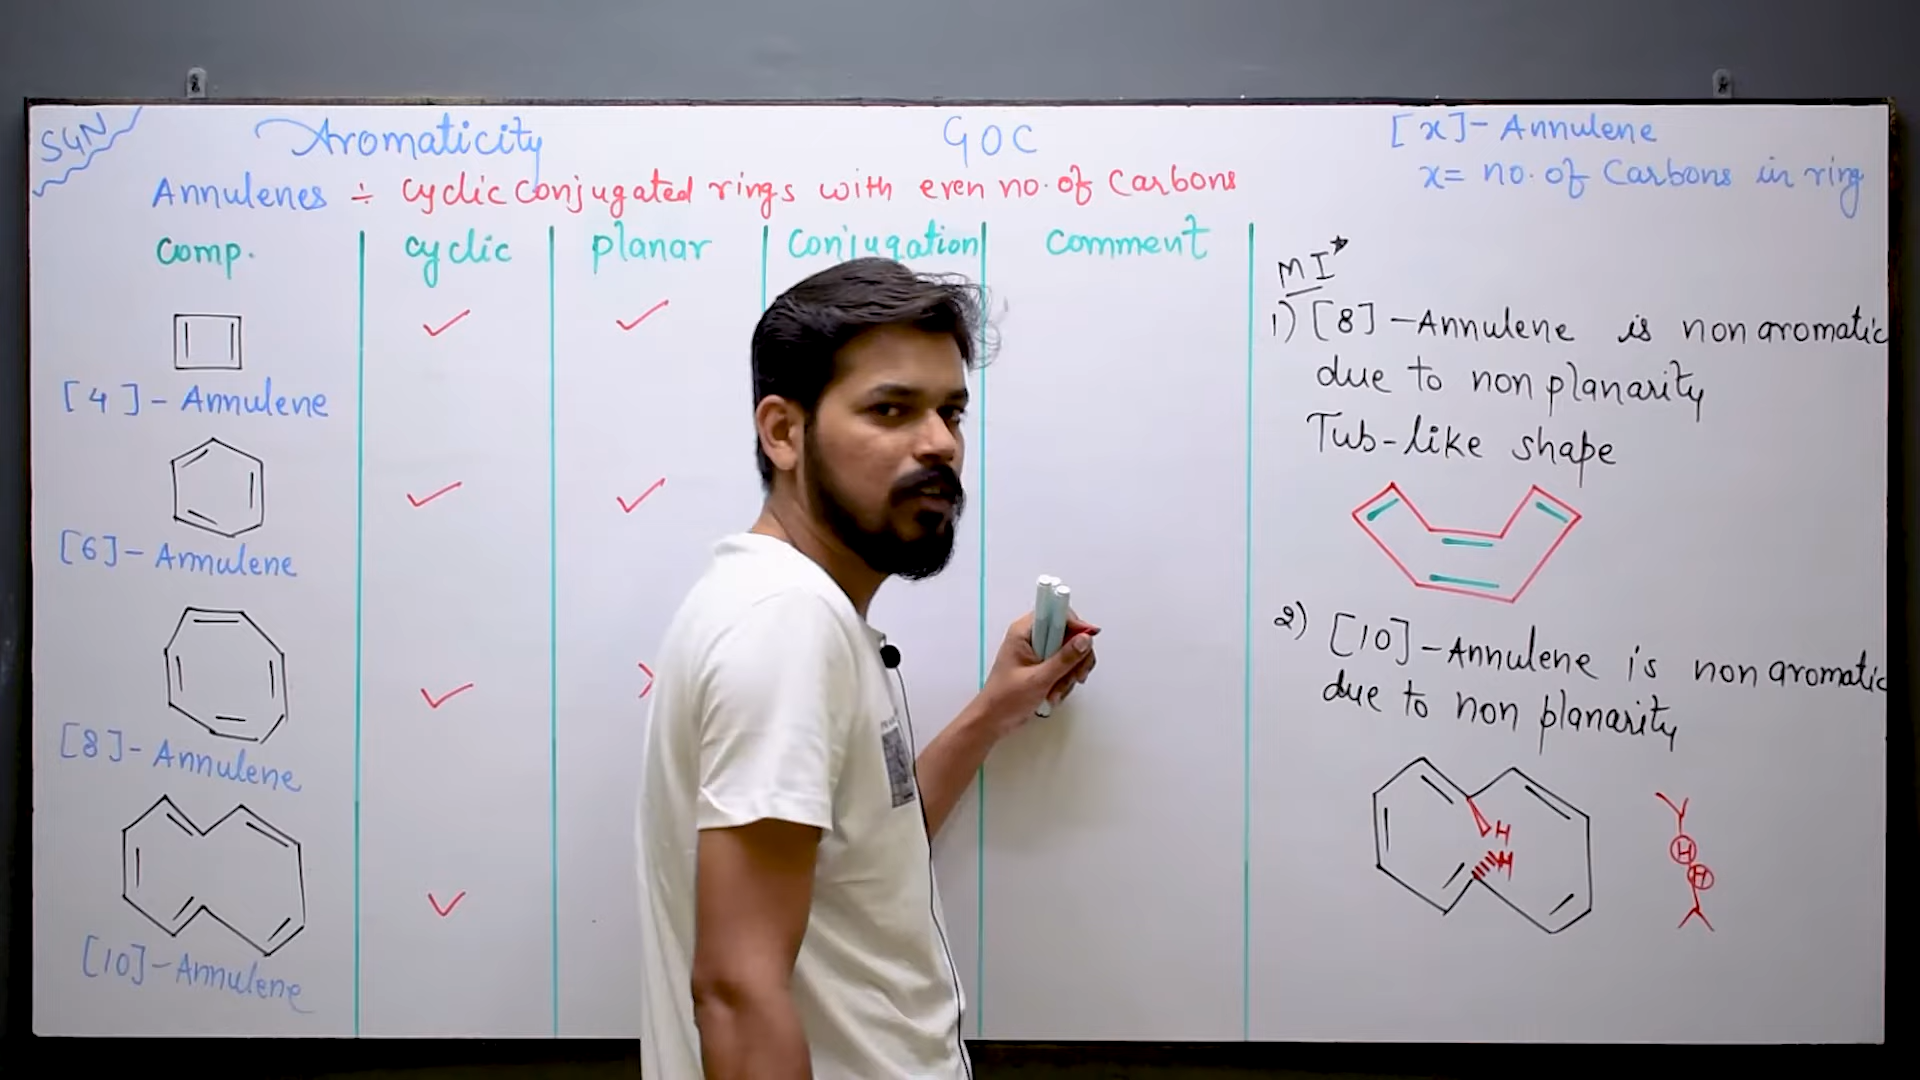 SGN
Aromaticity
GOC
[x]- Annulene
x= no. of Carbons in ring
Annulenes ÷ cyclic conjugated rings with even no. of Carbons
comp.
cyclic
planar
Conjugation
comment
[4]- Annulene
[6]- Annulene
[8]- Annulene
[10]-Annulene
MI*
1) [8] -Annulene is non aromatic
due to non planarity
Tub-like shape
2) [10]-Annulene is non aromatic
due to non planarity
H
H
H
H